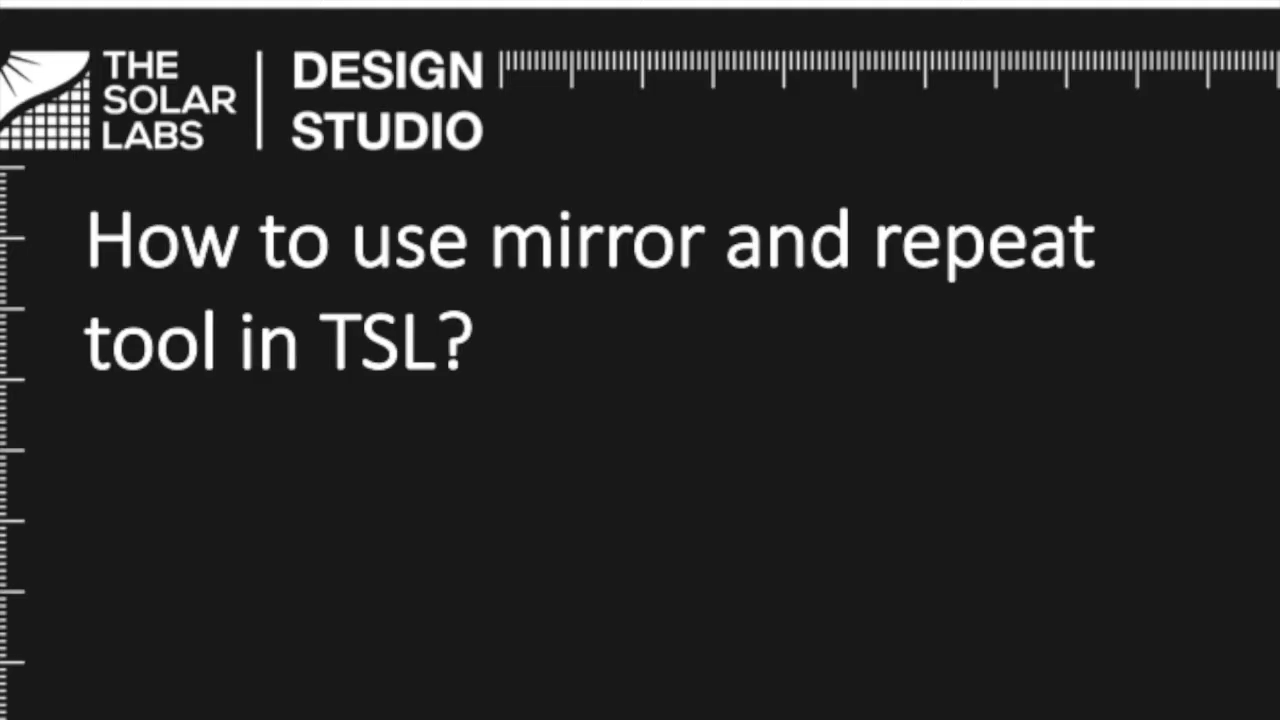 THE
SOLAR
LABS
DESIGN
STUDIO
How to use mirror and repeat
tool in TSL?